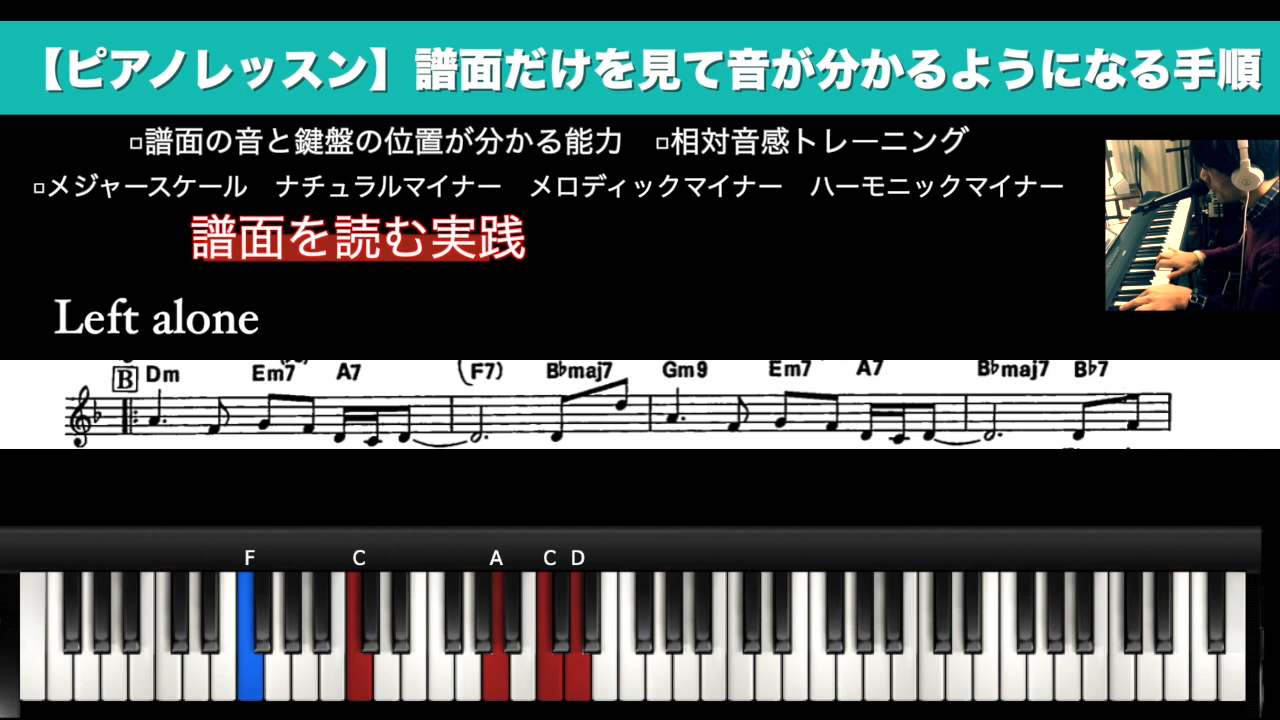 【ピアノレッスン】譜面だけを見て音が分かるようになる手順
▫譜面の音と鍵盤の位置が分かる能力 ▫相対音感トレーニング
▫メジャースケール ナチュラルマイナー メロディックマイナー ハーモニックマイナー
譜面を読む実践
Left alone
B Dm Em7 A7 (F7) B♭maj7 Gm9 Em7 A7 B♭maj7 B♭7
F C A C D